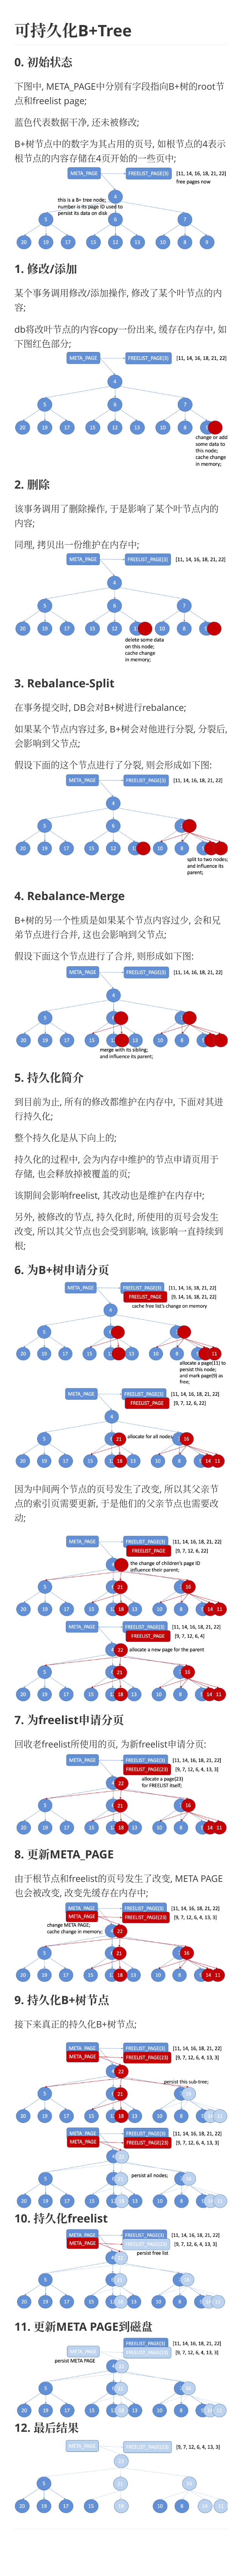 可持久化B+Tree
0. 初始状态
下图中, META_PAGE中分别有字段指向B+树的root节
点和freelist page;
蓝色代表数据干净, 还未被修改;
B+树节点中的数字为其占用的页号, 如根节点的4表示
根节点的内容存储在4页开始的一些页中;
META_PAGE FREELIST_PAGE(3) [11, 14, 16, 18, 21, 22]
free pages now
this is a B+ tree node;
number is its page ID used to
persist its data on disk
4
5 6 7
20 19 17 15 12 13 10 8 9
1. 修改/添加
某个事务调用修改/添加操作, 修改了某个叶节点的内
容;
db将改叶节点的内容copy一份出来, 缓存在内存中, 如
下图红色部分;
META_PAGE FREELIST_PAGE(3) [11, 14, 16, 18, 21, 22]
4
5 6 7
20 19 17 15 12 13 10 8
change or add
some data to
this node;
cache change
in memory;
2. 删除
该事务调用了删除操作, 于是影响了某个叶节点内的
内容;
同理, 拷贝出一份维护在内存中;
META_PAGE FREELIST_PAGE(3) [11, 14, 16, 18, 21, 22]
4
5 6 7
20 19 17 15 12 10 8
delete some data
on this node;
cache change
in memory;
3. Rebalance-Split
在事务提交时, DB会对B+树进行rebalance;
如果某个节点内容过多, B+树会对他进行分裂, 分裂后,
会影响到父节点;
假设下面的这个节点进行了分裂, 则会形成如下图:
META_PAGE FREELIST_PAGE(3) [11, 14, 16, 18, 21, 22]
4
5 6
20 19 17 15 12 10 8
split to two nodes;
and influence its
parent;
4. Rebalance-Merge
B+树的另一个性质是如果某个节点内容过少, 会和兄
弟节点进行合并, 这也会影响到父节点;
假设下面这个节点进行了合并, 则形成如下图:
META_PAGE FREELIST_PAGE(3) [11, 14, 16, 18, 21, 22]
4
5
20 19 17 15 13 10 8
merge with its sibling;
and influence its parent;
5. 持久化简介
到目前为止, 所有的修改都维护在内存中, 下面对其进
行持久化;
整个持久化是从下向上的;
持久化的过程中, 会为内存中维护的节点申请页用于
存储, 也会释放掉被覆盖的页;
该期间会影响freelist, 其改动也是维护在内存中;
另外, 被修改的节点, 持久化时, 所使用的页号会发生
改变, 所以其父节点也会受到影响, 该影响一直持续到
根;
6. 为B+树申请分页
META_PAGE FREELIST_PAGE(3) [11, 14, 16, 18, 21, 22]
FREELIST_PAGE [9, 14, 16, 18, 21, 22]
cache free list's change on memory
4
5
20 19 17 15 13 10 8 11
allocate a page(11) to
persist this node;
and mark page(9) as
free;
META_PAGE FREELIST_PAGE(3) [11, 14, 16, 18, 21, 22]
FREELIST_PAGE [9, 7, 12, 6, 22]
4
allocate for all nodes
5 21 16
20 19 17 15 18 13 10 8 14 11
因为中间两个节点的页号发生了改变, 所以其父亲节
点的索引页需要更新, 于是他们的父亲节点也需要改
动;
META_PAGE FREELIST_PAGE(3) [11, 14, 16, 18, 21, 22]
FREELIST_PAGE [9, 7, 12, 6, 22]
the change of children's page ID
influence their parent;
5 21 16
20 19 17 15 18 13 10 8 14 11
META_PAGE FREELIST_PAGE(3) [11, 14, 16, 18, 21, 22]
FREELIST_PAGE [9, 7, 12, 6, 4]
22 allocate a new page for the parent
5 21 16
20 19 17 15 18 13 10 8 14 11
7. 为freelist申请分页
回收老freelist所使用的页, 为新freelist申请分页:
META_PAGE FREELIST_PAGE(3) [11, 14, 16, 18, 21, 22]
FREELIST_PAGE(23) [9, 7, 12, 6, 4, 13, 3]
allocate a page(23)
for FREELIST itself;
22
5 21 16
20 19 17 15 18 13 10 8 14 11
8. 更新META_PAGE
由于根节点和freelist的页号发生了改变, META PAGE
也会被改变, 改变先缓存在内存中;
META_PAGE FREELIST_PAGE(3) [11, 14, 16, 18, 21, 22]
META_PAGE FREELIST_PAGE(23) [9, 7, 12, 6, 4, 13, 3]
change META PAGE;
cache change in memory;
22
5 21 16
20 19 17 15 18 13 10 8 14 11
9. 持久化B+树节点
接下来真正的持久化B+树节点;
META_PAGE FREELIST_PAGE(3) [11, 14, 16, 18, 21, 22]
META_PAGE FREELIST_PAGE(23) [9, 7, 12, 6, 4, 13, 3]
22
persist this sub-tree;
5 21 16
20 19 17 15 18 13 10 8 14 11
META_PAGE FREELIST_PAGE(3) [11, 14, 16, 18, 21, 22]
META_PAGE FREELIST_PAGE(23) [9, 7, 12, 6, 4, 13, 3]
22
persist all nodes;
5 21 16
20 19 17 15 18 13 10 8 14 11
10. 持久化freelist
META_PAGE FREELIST_PAGE(3) [11, 14, 16, 18, 21, 22]
META_PAGE FREELIST_PAGE(23) [9, 7, 12, 6, 4, 13, 3]
persist free list
22
5 21 16
20 19 17 15 18 13 10 8 14 11
11. 更新META PAGE到磁盘
FREELIST_PAGE(3) [11, 14, 16, 18, 21, 22]
META_PAGE FREELIST_PAGE(23) [9, 7, 12, 6, 4, 13, 3]
persist META PAGE
22
5 21 16
20 19 17 15 18 13 10 8 14 11
12. 最后结果
META_PAGE FREELIST_PAGE(23) [9, 7, 12, 6, 4, 13, 3]
22
5 21 16
20 19 17 15 18 10 8 14 11